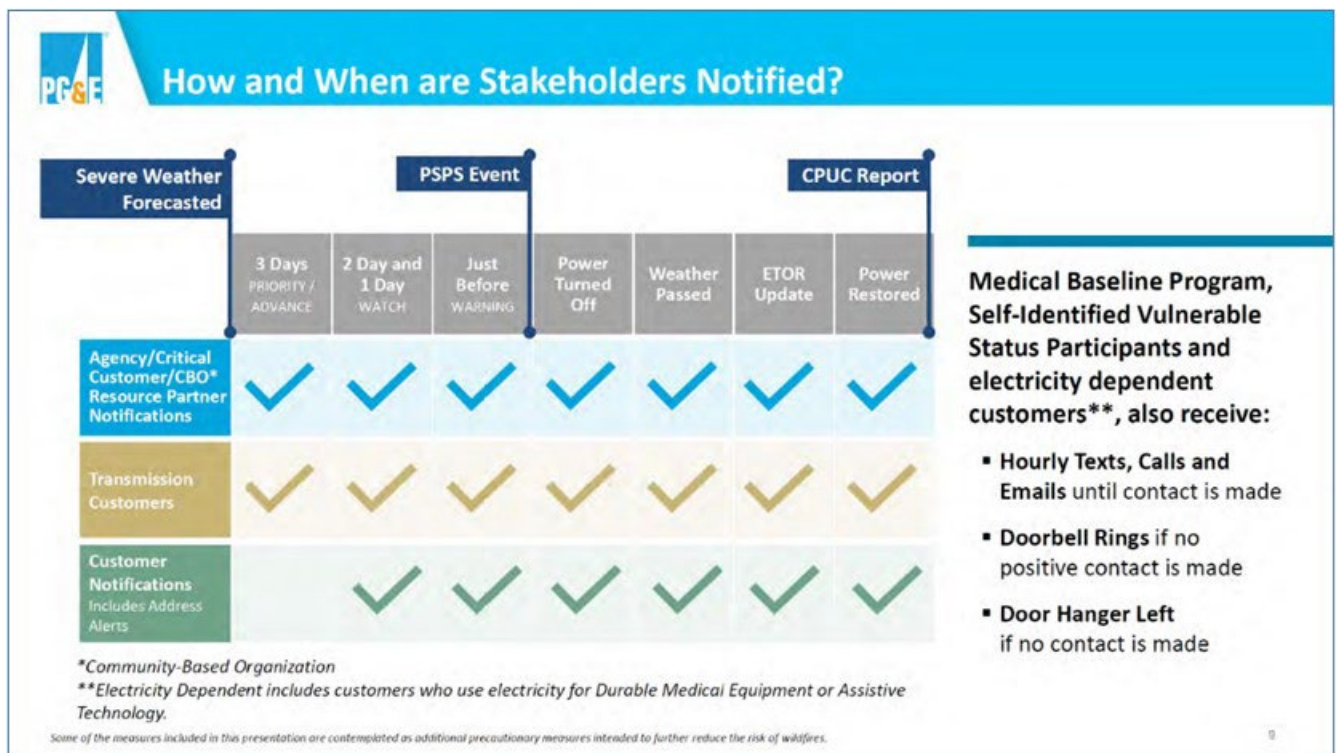 PG&E
How and When are Stakeholders Notified?
Severe Weather
Forecasted
PSPS Event
CPUC Report
3 Days
PRIORITY /
ADVANCE
2 Day and
1 Day
WATCH
Just
Before
WARNING
Power
Turned
Off
Weather
Passed
ETOR
Update
Power
Restored
Agency/Critical
Customer/CBO*
Resource Partner
Notifications
Transmission
Customers
Customer
Notifications
Includes Address
Alerts
*Community-Based Organization
**Electricity Dependent includes customers who use electricity for Durable Medical Equipment or Assistive
Technology.
Some of the measures included in this presentation are contemplated as additional precautionary measures intended to further reduce the risk of wildfires.
Medical Baseline Program,
Self-Identified Vulnerable
Status Participants and
electricity dependent
customers**, also receive:
▪ Hourly Texts, Calls and
Emails until contact is made
▪ Doorbell Rings if no
positive contact is made
▪ Door Hanger Left
if no contact is made
9